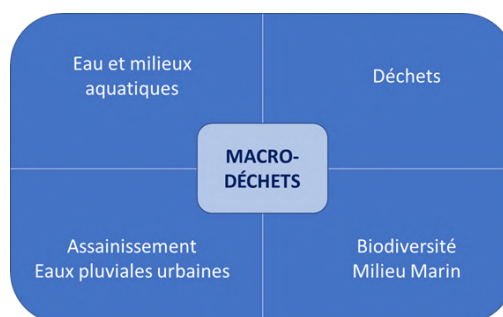 Eau et milieux
aquatiques
Déchets
MACRO-
DÉCHETS
Assainissement
Eaux pluviales urbaines
Biodiversité
Milieu Marin